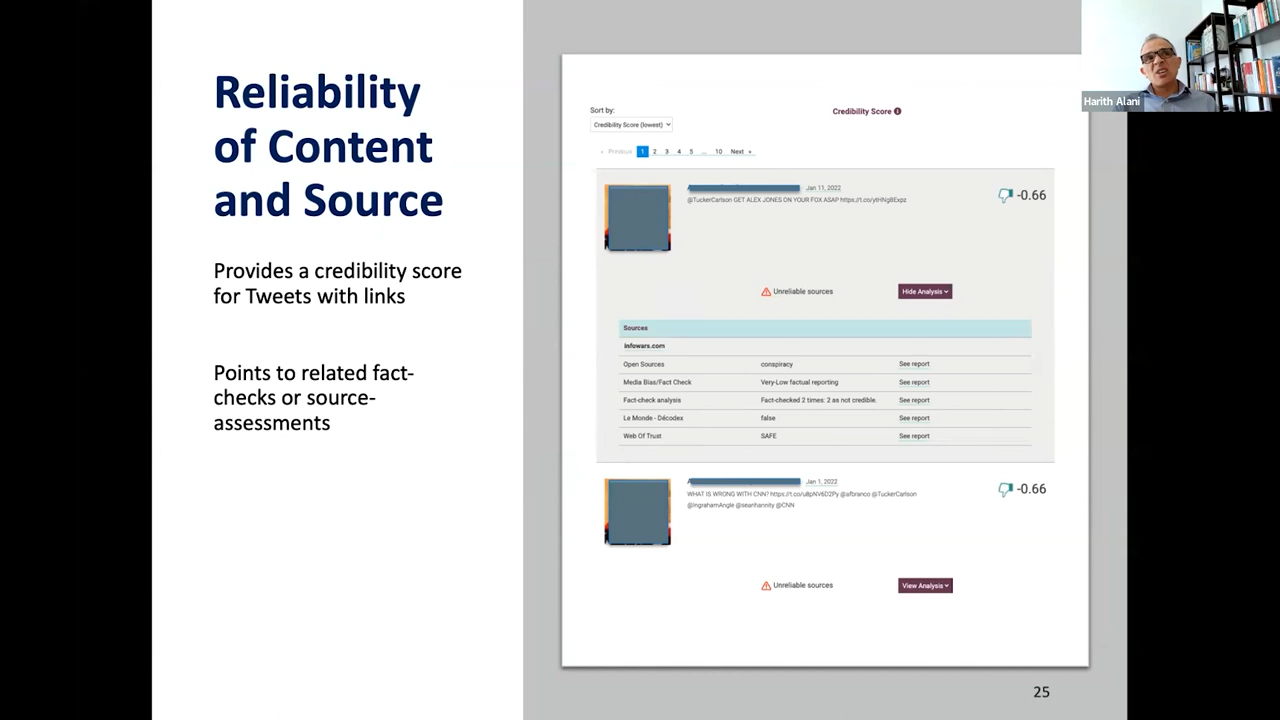 Reliability
of Content
and Source
Provides a credibility score
for Tweets with links
Points to related fact-
checks or source-
assessments
Sort by:
Credibility Score (lowest)
Credibility Score
« Previous 1 2 3 4 5 ... 10 Next »
Jan 11, 2022
@TuckerCarlson GET ALEX JONES ON YOUR FOX ASAP
-0.66
Unreliable sources
Hide Analysis
Sources
infowars.com
Open Sources conspiracy See report
Media Bias/Fact Check Very-Low factual reporting See report
Fact-check analysis Fact-checked 2 times: 2 as not credible. See report
Le Monde - Décodex false See report
Web Of Trust SAFE See report
Jan 1, 2022
WHAT IS WRONG WITH CNN? @afbranco @TuckerCarlson
@IngrahamAngle @seanhannity @CNN
-0.66
Unreliable sources
View Analysis
25
Harith Alani